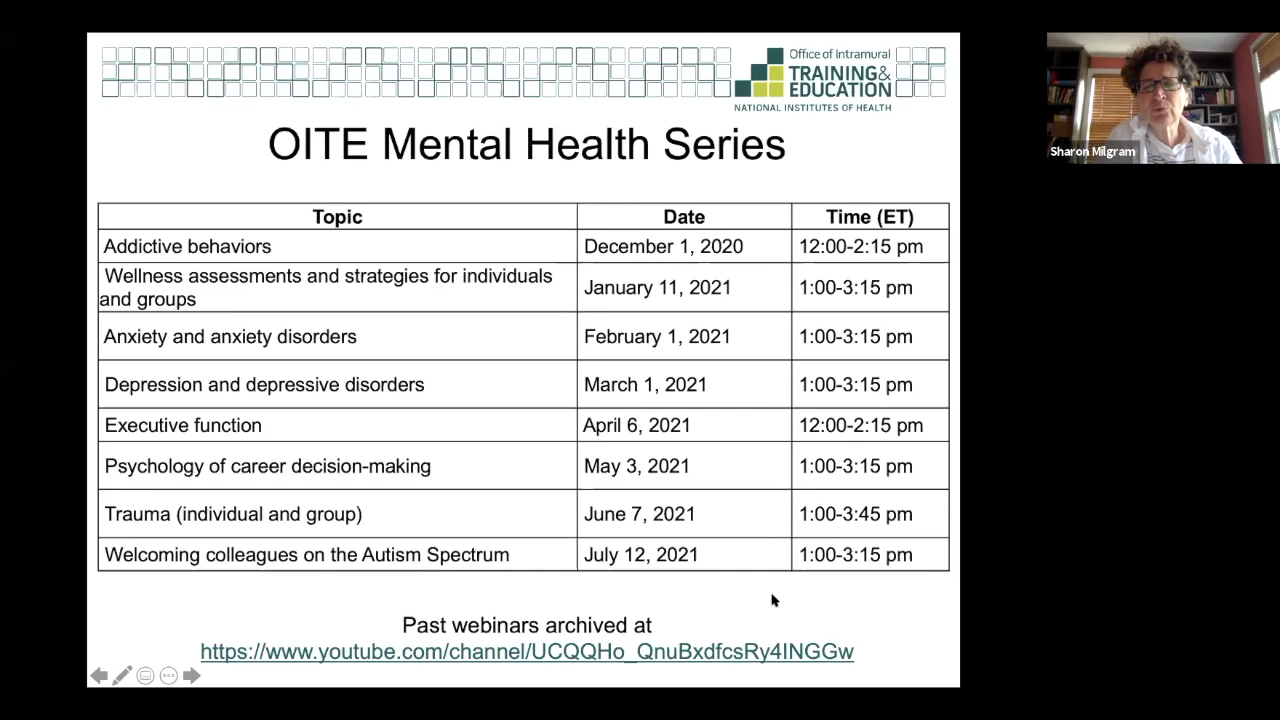 Office of Intramural
TRAINING&
EDUCATION
NATIONAL INSTITUTES OF HEALTH
Sharon Milgram
OITE Mental Health Series
Topic Date Time (ET)
Addictive behaviors December 1, 2020 12:00-2:15 pm
Wellness assessments and strategies for individuals
and groups January 11, 2021 1:00-3:15 pm
Anxiety and anxiety disorders February 1, 2021 1:00-3:15 pm
Depression and depressive disorders March 1, 2021 1:00-3:15 pm
Executive function April 6, 2021 12:00-2:15 pm
Psychology of career decision-making May 3, 2021 1:00-3:15 pm
Trauma (individual and group) June 7, 2021 1:00-3:45 pm
Welcoming colleagues on the Autism Spectrum July 12, 2021 1:00-3:15 pm
Past webinars archived at
https://www.youtube.com/channel/UCQQHo_QnuBxdfcsRy4INGGw